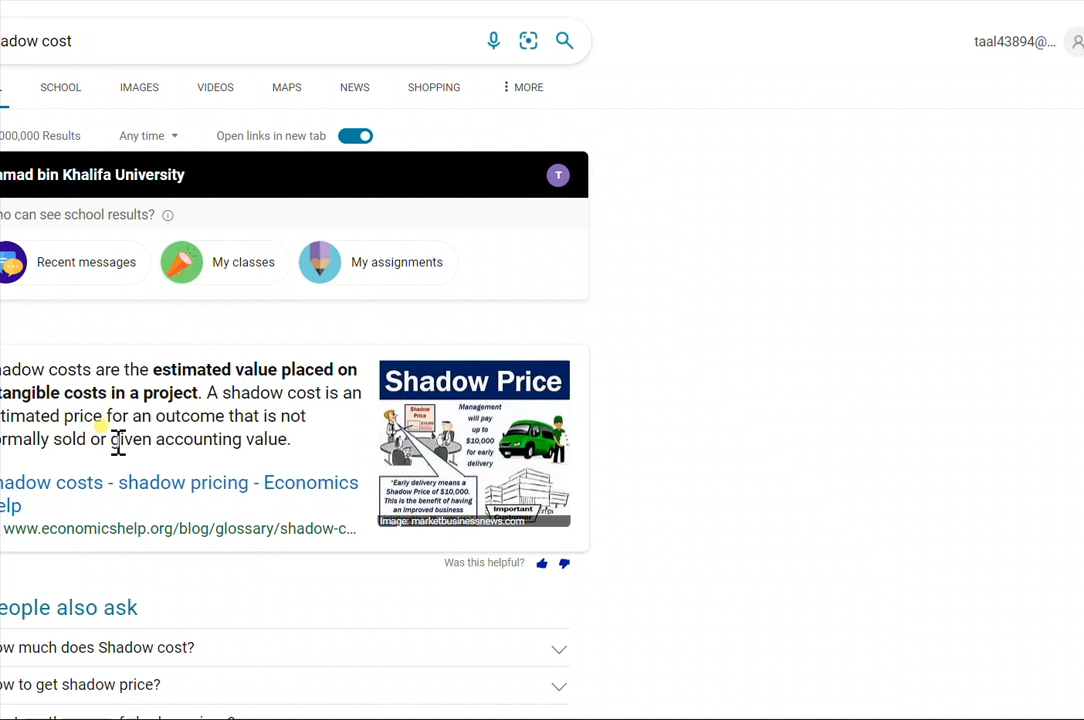 adow cost
taal43894@...
SCHOOL
IMAGES
VIDEOS
MAPS
NEWS
SHOPPING
MORE
000,000 Results
Any time
Open links in new tab
mad bin Khalifa University
T
ho can see school results?
Recent messages
My classes
My assignments
hadow costs are the estimated value placed on
tangible costs in a project. A shadow cost is an
timated price for an outcome that is not
rmally sold or given accounting value.
hadow costs - shadow pricing - Economics
elp
www.economicshelp.org/blog/glossary/shadow-c...
Shadow Price
Shadow
Price
Management
will pay
up to
$10,000
for early
delivery
"Early delivery means a
Shadow Price of $10,000.
This is the benefit of having
an improved business
Important
Image: marketbusinessnews.com
Was this helpful?
eople also ask
ow much does Shadow cost?
ow to get shadow price?